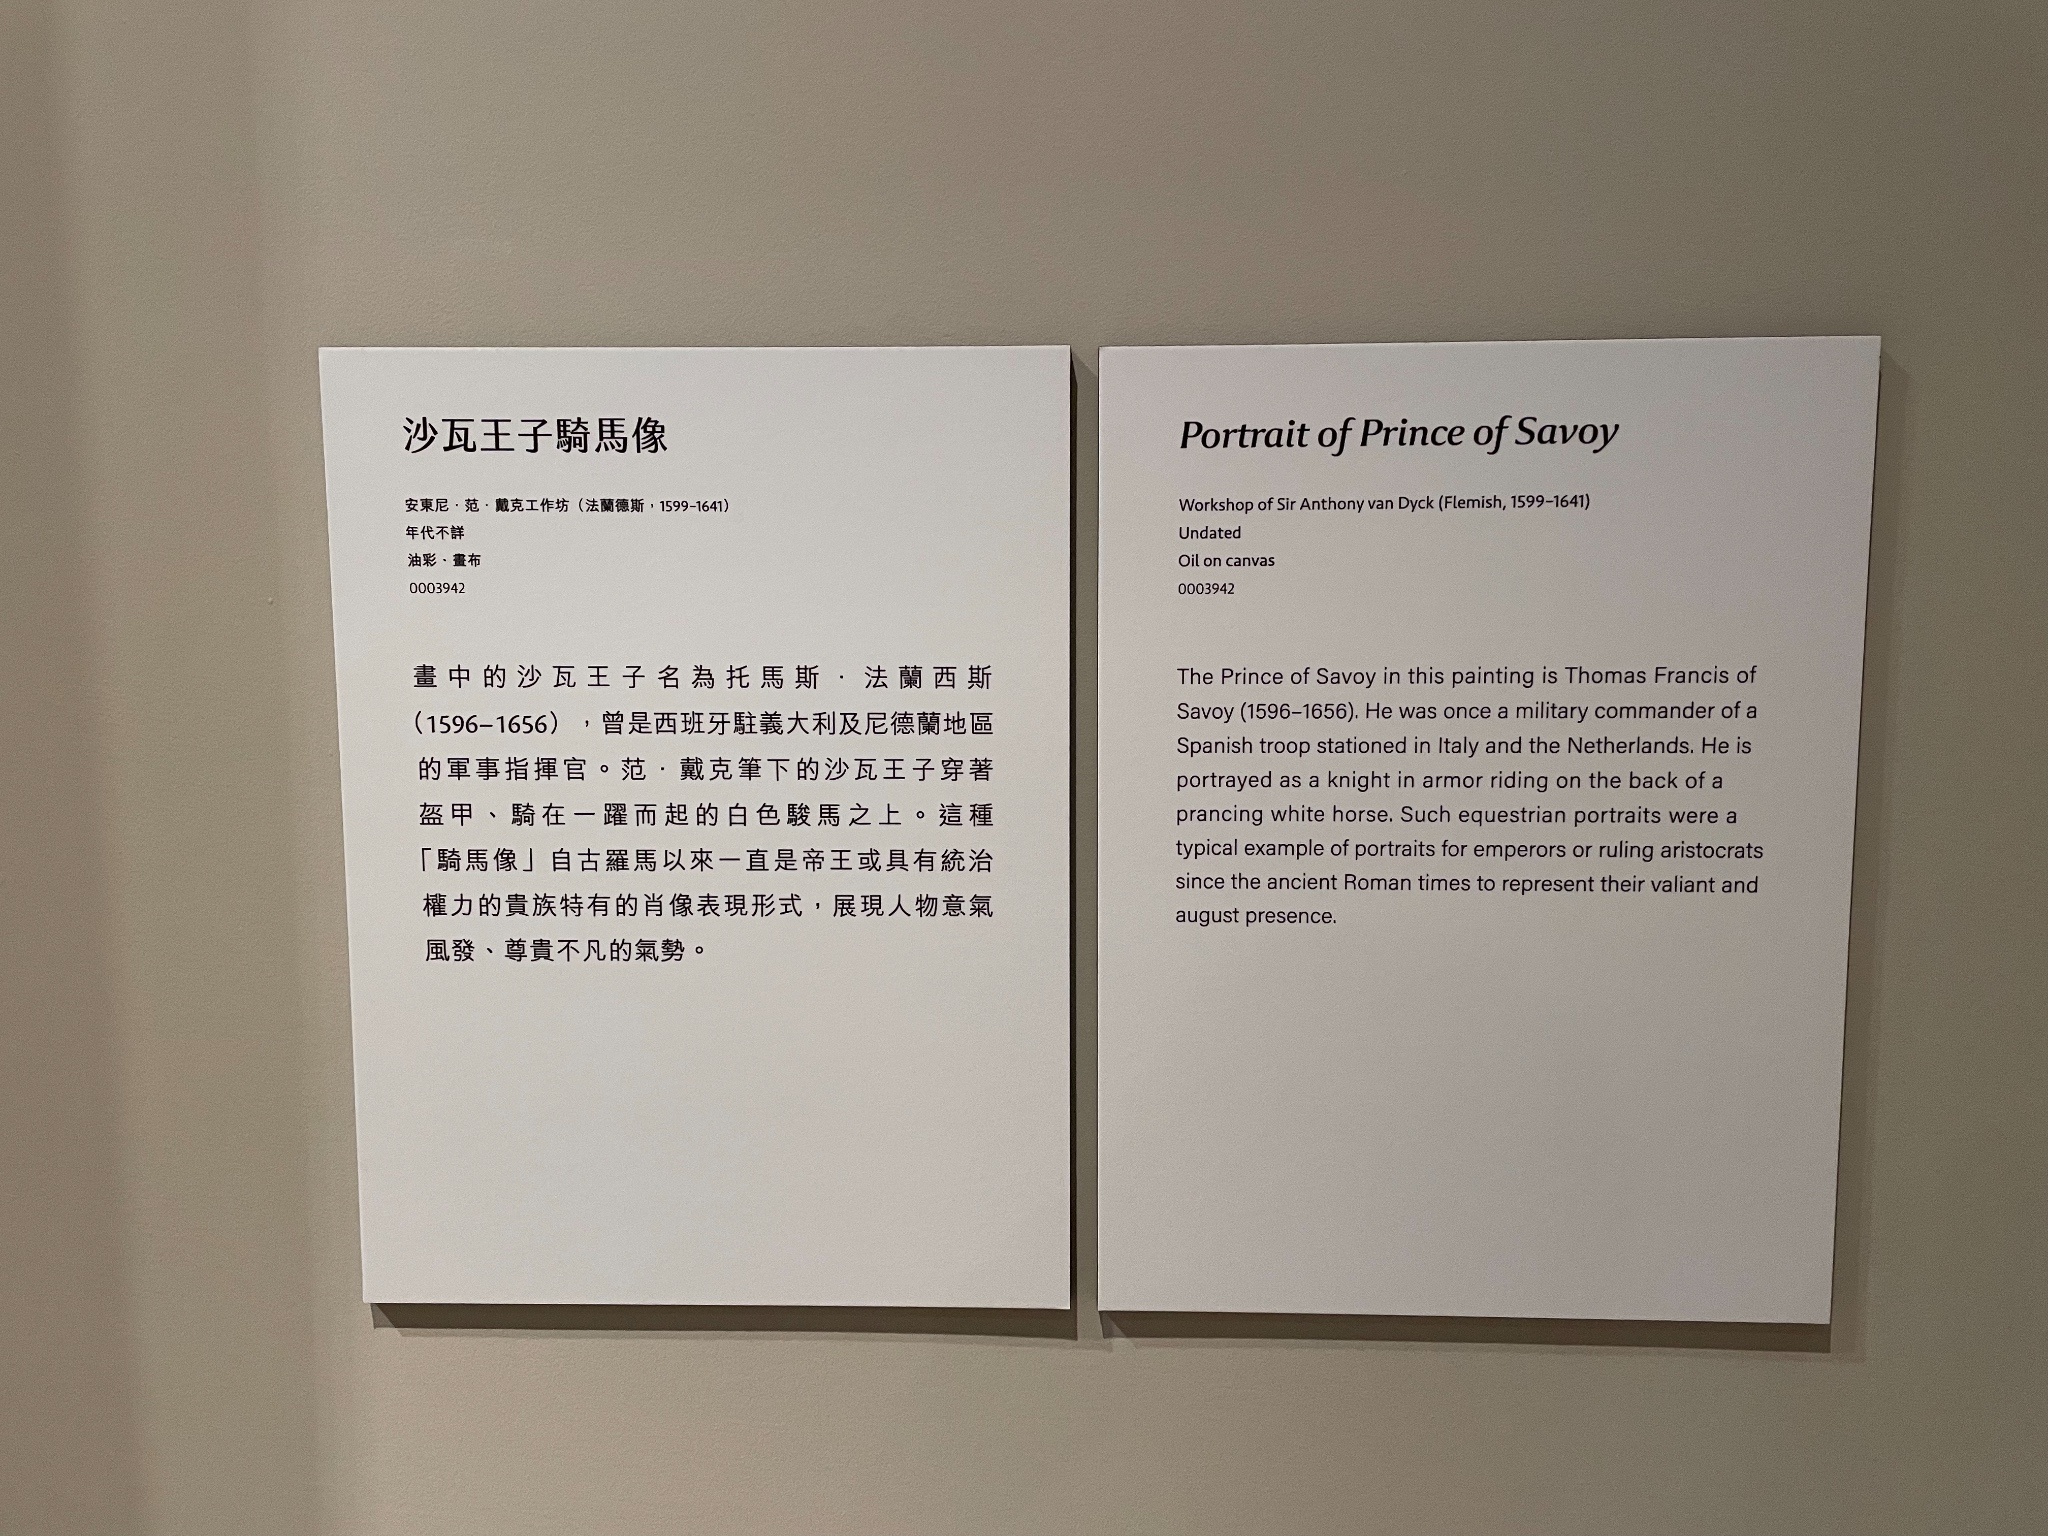 沙瓦王子騎馬像
安東尼．范．戴克工作坊（法蘭德斯，1599–1641）
年代不詳
油彩．畫布
0003942
畫中的沙瓦王子名為托馬斯．法蘭西斯
（1596–1656），曾是西班牙駐義大利及尼德蘭地區
的軍事指揮官。范．戴克筆下的沙瓦王子穿著
盔甲、騎在一躍而起的白色駿馬之上。這種
「騎馬像」自古羅馬以來一直是帝王或具有統治
權力的貴族特有的肖像表現形式，展現人物意氣
風發、尊貴不凡的氣勢。
Portrait of Prince of Savoy
Workshop of Sir Anthony van Dyck (Flemish, 1599–1641)
Undated
Oil on canvas
0003942
The Prince of Savoy in this painting is Thomas Francis of
Savoy (1596–1656). He was once a military commander of a
Spanish troop stationed in Italy and the Netherlands. He is
portrayed as a knight in armor riding on the back of a
prancing white horse. Such equestrian portraits were a
typical example of portraits for emperors or ruling aristocrats
since the ancient Roman times to represent their valiant and
august presence.